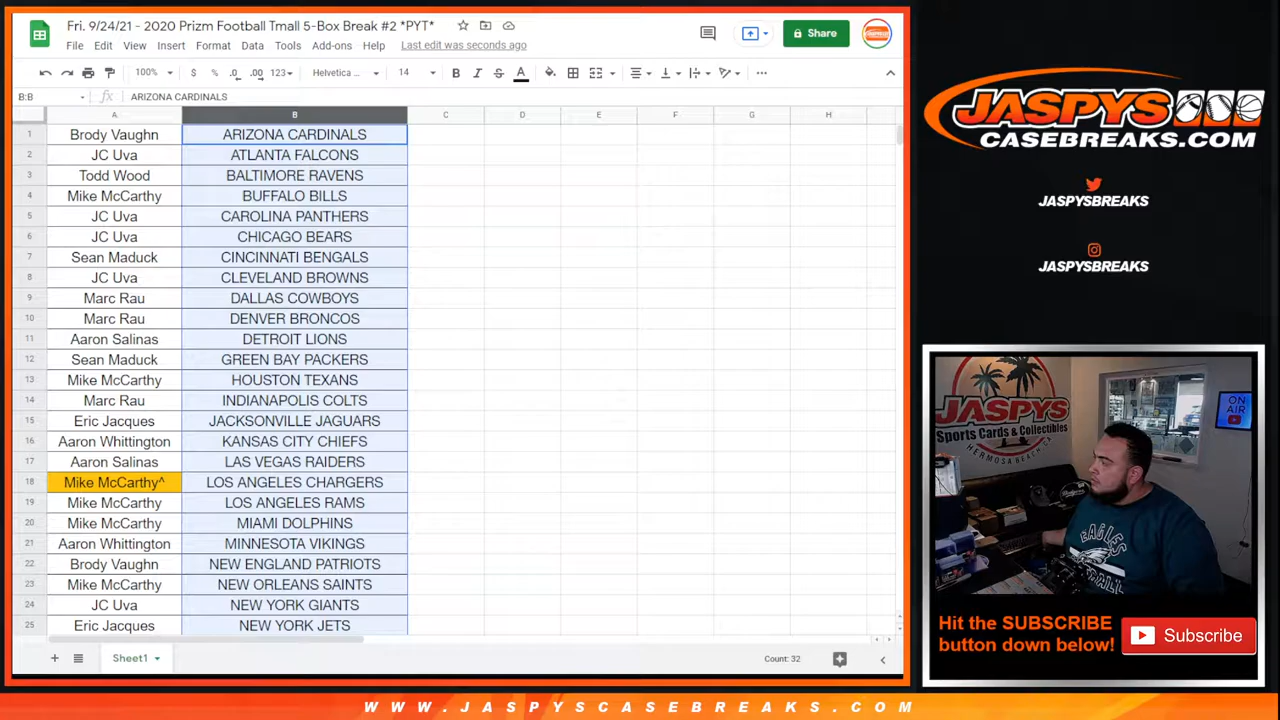 Fri. 9/24/21 - 2020 Prizm Football Tmall 5-Box Break #2 *PYT*
File Edit View Insert Format Data Tools Add-ons Help Last edit was seconds ago
Share
100% $ % .0 .00 123 Helvetica ... 14 B I S A
B:B fx ARIZONA CARDINALS
A B C D E F G H
1 Brody Vaughn ARIZONA CARDINALS
2 JC Uva ATLANTA FALCONS
3 Todd Wood BALTIMORE RAVENS
4 Mike McCarthy BUFFALO BILLS
5 JC Uva CAROLINA PANTHERS
6 JC Uva CHICAGO BEARS
7 Sean Maduck CINCINNATI BENGALS
8 JC Uva CLEVELAND BROWNS
9 Marc Rau DALLAS COWBOYS
10 Marc Rau DENVER BRONCOS
11 Aaron Salinas DETROIT LIONS
12 Sean Maduck GREEN BAY PACKERS
13 Mike McCarthy HOUSTON TEXANS
14 Marc Rau INDIANAPOLIS COLTS
15 Eric Jacques JACKSONVILLE JAGUARS
16 Aaron Whittington KANSAS CITY CHIEFS
17 Aaron Salinas LAS VEGAS RAIDERS
18 Mike McCarthy^ LOS ANGELES CHARGERS
19 Mike McCarthy LOS ANGELES RAMS
20 Mike McCarthy MIAMI DOLPHINS
21 Aaron Whittington MINNESOTA VIKINGS
22 Brody Vaughn NEW ENGLAND PATRIOTS
23 Mike McCarthy NEW ORLEANS SAINTS
24 JC Uva NEW YORK GIANTS
25 Eric Jacques NEW YORK JETS
Sheet1
Count: 32
JASPYS
CASEBREAKS.COM
JASPYSBREAKS
JASPYSBREAKS
JASPYS
Sports Cards & Collectibles
HERMOSA BEACH
ON
AIR
EAGLES
Hit the SUBSCRIBE
button down below!
Subscribe
WWW.JASPYSCASEBREAKS.COM